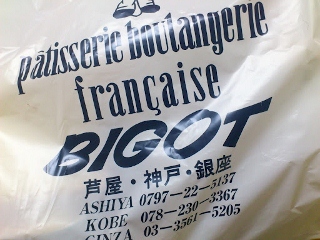 pâtisserie boulangerie
française
BIGOT
芦屋・神戸・銀座
ASHIYA 0797-22-5137
KOBE 078-230-3367
GINZA 03-3561-5205